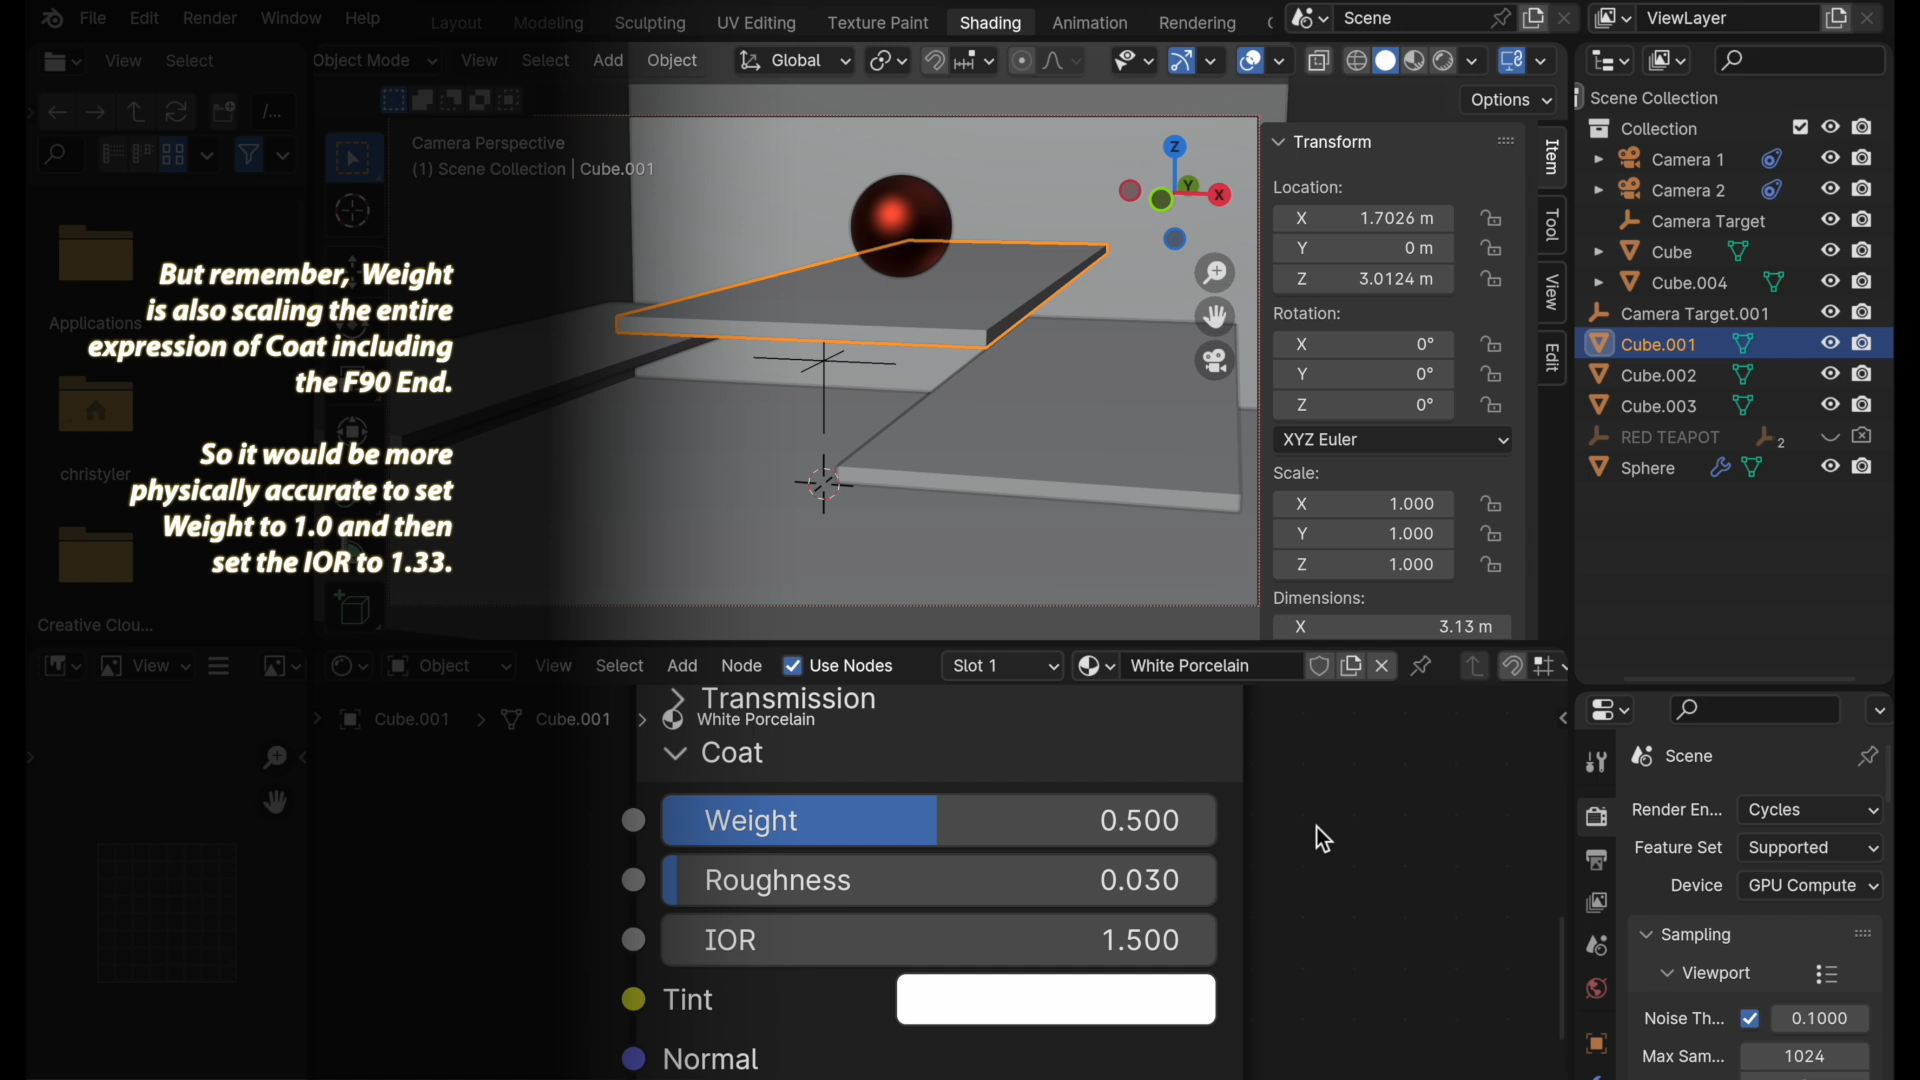 File Edit Render Window Help
Layout Modeling Sculpting UV Editing Texture Paint Shading Animation Rendering
Scene
ViewLayer
View Select
Object Mode View Select Add Object
Global
Options
/...
Camera Perspective
(1) Scene Collection | Cube.001
Z
Y
X
But remember, Weight
is also scaling the entire
expression of Coat including
the F90 End.
So it would be more
physically accurate to set
Weight to 1.0 and then
set the IOR to 1.33.
Applications
christyler
Creative Clou...
Transform
Location:
X 1.7026 m
Y 0 m
Z 3.0124 m
Rotation:
X 0°
Y 0°
Z 0°
XYZ Euler
Scale:
X 1.000
Y 1.000
Z 1.000
Dimensions:
X 3.13 m
Item
Tool
View
Edit
Scene Collection
Collection
Camera 1
Camera 2
Camera Target
Cube
Cube.004
Camera Target.001
Cube.001
Cube.002
Cube.003
RED TEAPOT 2
Sphere
View
Object View Select Add Node Use Nodes Slot 1 White Porcelain
Cube.001 Cube.001 White Porcelain
Transmission
Coat
Weight 0.500
Roughness 0.030
IOR 1.500
Tint
Normal
Scene
Render En... Cycles
Feature Set Supported
Device GPU Compute
Sampling
Viewport
Noise Th... 0.1000
Max Sam... 1024